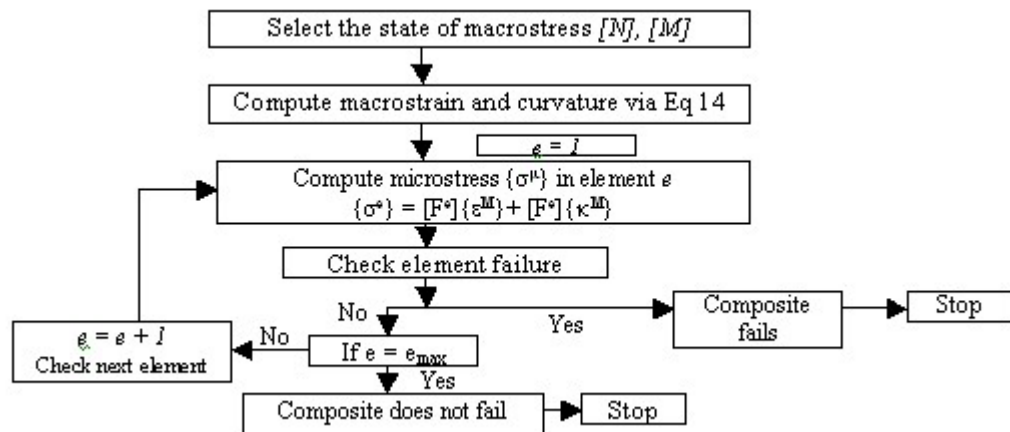 Select the state of macrostress [N], [M]
Compute macrostrain and curvature via Eq 14
e = 1
Compute microstress {σᵘ} in element e
{σᵉ} = [Fᵉ]{εᴹ}+ [Fᵉ]{κᴹ}
Check element failure
No
Yes
Composite
fails
Stop
e = e + 1
Check next element
No
If e = eₘₐₓ
Yes
Composite does not fail
Stop